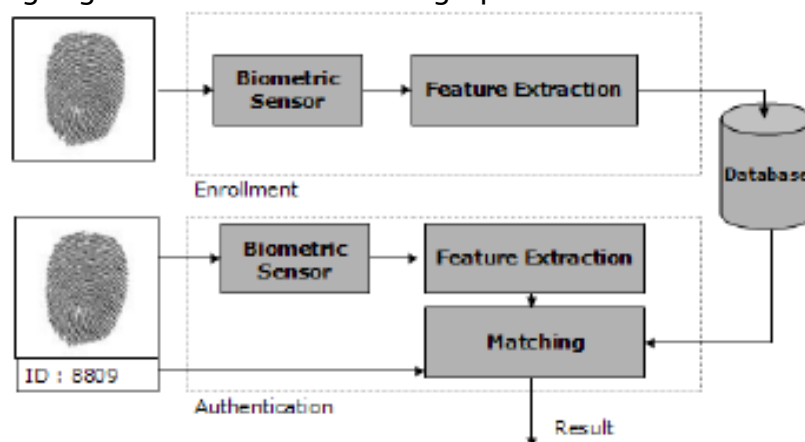 Biometric
Sensor
Feature Extraction
Database
Enrollment
Biometric
Sensor
Feature Extraction
Matching
ID : 8809
Authentication
Result